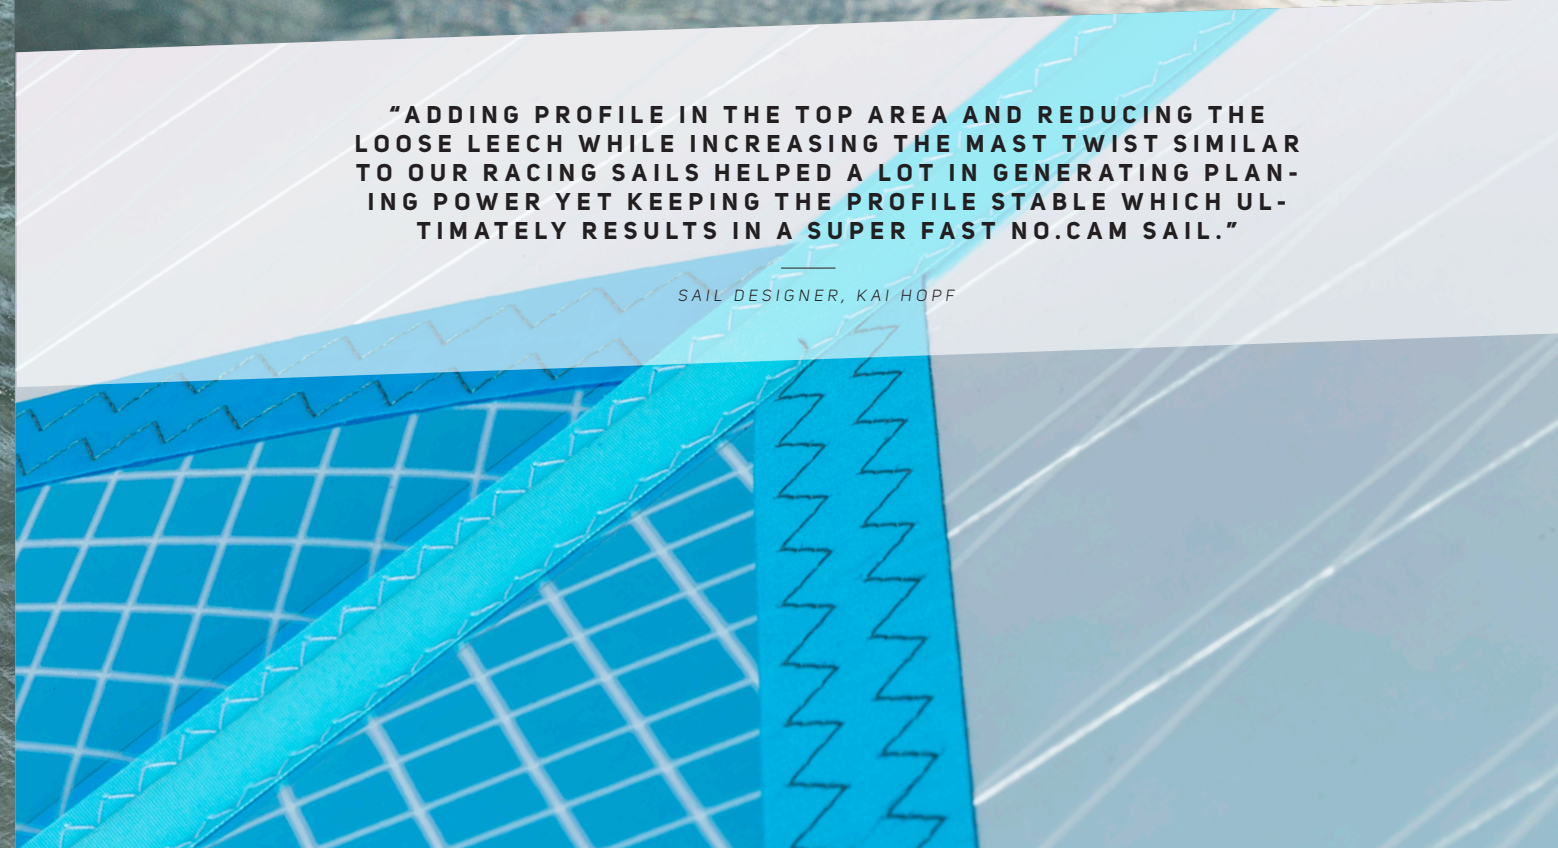 “ADDING PROFILE IN THE TOP AREA AND REDUCING THE
LOOSE LEECH WHILE INCREASING THE MAST TWIST SIMILAR
TO OUR RACING SAILS HELPED A LOT IN GENERATING PLAN-
ING POWER YET KEEPING THE PROFILE STABLE WHICH UL-
TIMATELY RESULTS IN A SUPER FAST NO.CAM SAIL.”
SAIL DESIGNER, KAI HOPF